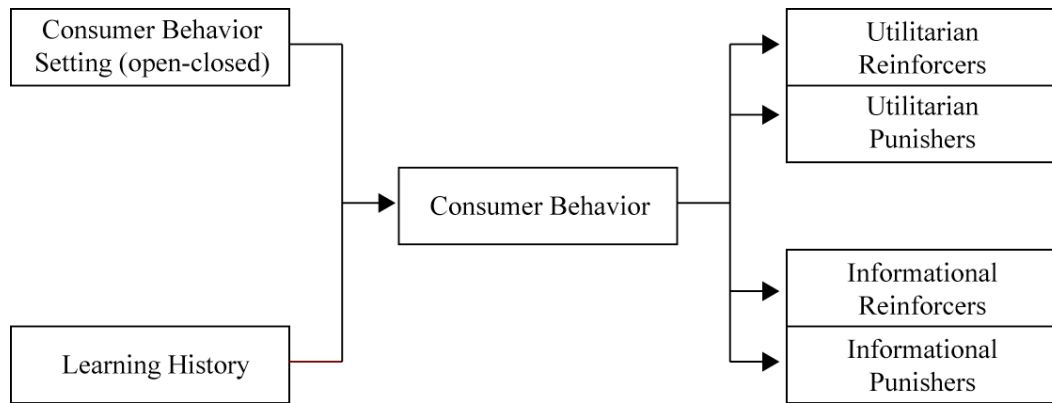 Consumer Behavior
Setting (open-closed)
Learning History
Consumer Behavior
Utilitarian
Reinforcers
Utilitarian
Punishers
Informational
Reinforcers
Informational
Punishers